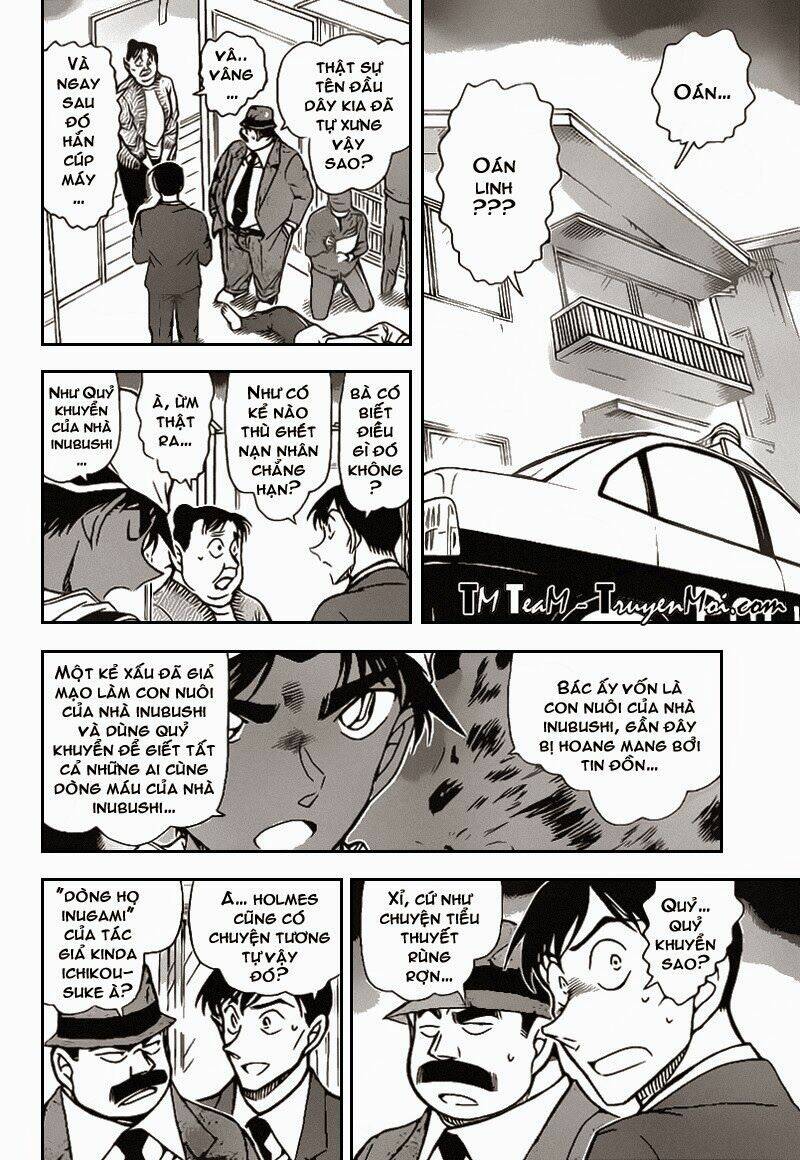 OÁN...
OÁN
LINH
???
THẬT SỰ
TÊN ĐẦU
DÂY KIA ĐÃ
TỰ XƯNG
VẬY
SAO?
VÂ..
VÂNG
...
VÀ
NGAY
SAU
ĐÓ
HẮN
CÚP
MÁY
...
BÀ CÓ
BIẾT
ĐIỀU
GÌ ĐÓ
KHÔNG?
NHƯ CÓ
KẺ NÀO
THÙ GHÉT
NẠN NHÂN
CHẲNG
HẠN?
À, ỪM
THẬT
RA...
NHƯ QUỶ
KHUYỂN
CỦA NHÀ
INUBUSHI
...
TM TEAM - TRUYENMOI.COM
BÁC ẤY VỐN LÀ
CON NUÔI CỦA NHÀ
INUBUSHI, GẦN ĐÂY
BỊ HOANG MANG BỞI
TIN ĐỒN...
MỘT KẺ XẤU ĐÃ GIẢ
MẠO LÀM CON NUÔI
CỦA NHÀ INUBUSHI
VÀ DÙNG QUỶ
KHUYỂN ĐỂ GIẾT TẤT
CẢ NHỮNG AI CÙNG
DÒNG MÁU CỦA NHÀ
INUBUSHI...
QUỶ...
QUỶ
KHUYỂN
SAO?
XỈ, CỨ NHƯ
CHUYỆN TIỂU
THUYẾT
RÙNG
RỢN...
A... HOLMES
CŨNG CÓ
CHUYỆN TƯƠNG
TỰ VẬY
ĐÓ?
"DÒNG HỌ
INUGAMI"
CỦA TÁC
GIẢ KINDA
ICHIKOU-
SUKE À?